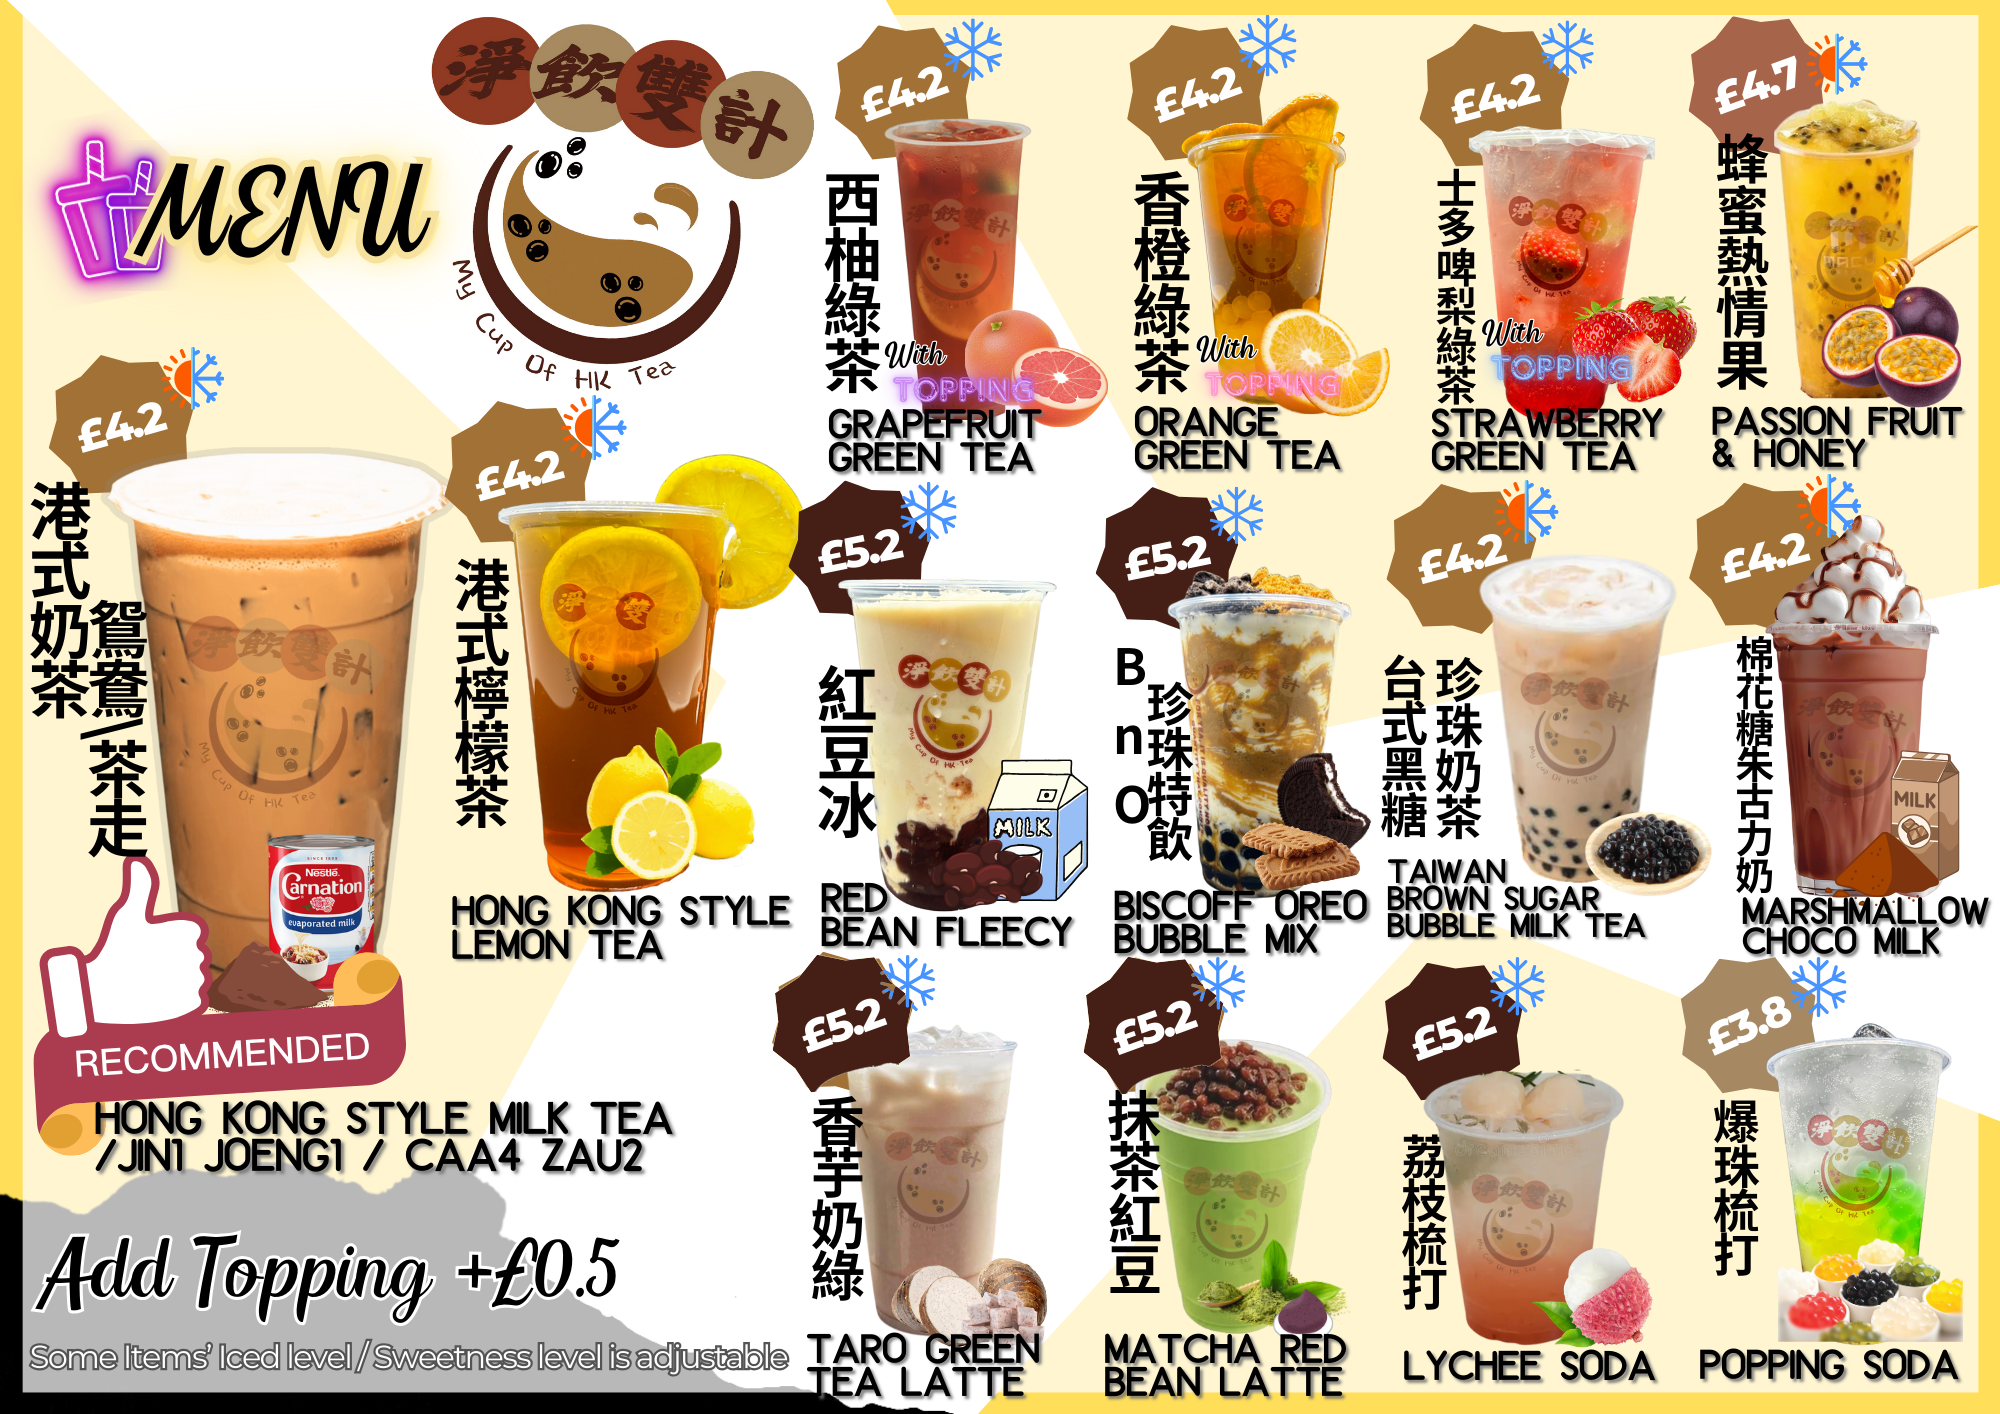 MENU
淨飲雙計
My Cup Of HK Tea
£4.2
港式奶茶
鴛鴦/茶走
SINCE 1866
Nestlé.
Carnation
evaporated milk
RECOMMENDED
HONG KONG STYLE MILK TEA
/JIN1 JOENG1 / CAA4 ZAU2
£4.2
港式檸檬茶
HONG KONG STYLE
LEMON TEA
£4.2
西柚綠茶
With
TOPPING
GRAPEFRUIT
GREEN TEA
£4.2
香橙綠茶
With
TOPPING
ORANGE
GREEN TEA
£4.2
士多啤梨綠茶
With
TOPPING
STRAWBERRY
GREEN TEA
£4.7
蜂蜜熱情果
PASSION FRUIT
& HONEY
£5.2
紅豆冰
MILK
RED
BEAN FLEECY
£5.2
BnO
珍珠特飲
BISCOFF OREO
BUBBLE MIX
£4.2
台式黑糖
珍珠奶茶
TAIWAN
BROWN SUGAR
BUBBLE MILK TEA
£4.2
棉花糖朱古力奶
MILK
MARSHMALLOW
CHOCO MILK
£5.2
香芋奶綠
TARO GREEN
TEA LATTE
£5.2
抹茶紅豆
MATCHA RED
BEAN LATTE
£5.2
荔枝梳打
LYCHEE SODA
£3.8
爆珠梳打
POPPING SODA
Add Topping +£0.5
Some Items' Iced level / Sweetness level is adjustable